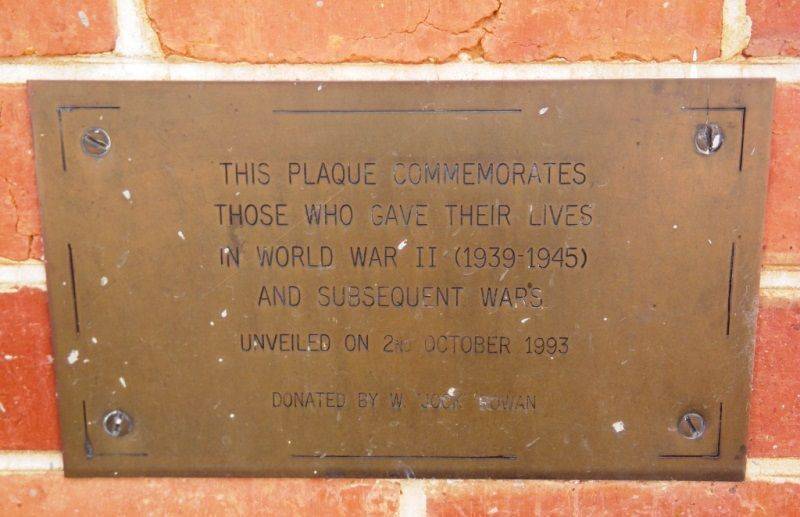 THIS PLAQUE COMMEMORATES
THOSE WHO GAVE THEIR LIVES
IN WORLD WAR II (1939-1945)
AND SUBSEQUENT WARS
UNVEILED ON 2ND OCTOBER 1993
DONATED BY W. 'JOCK' ROWAN